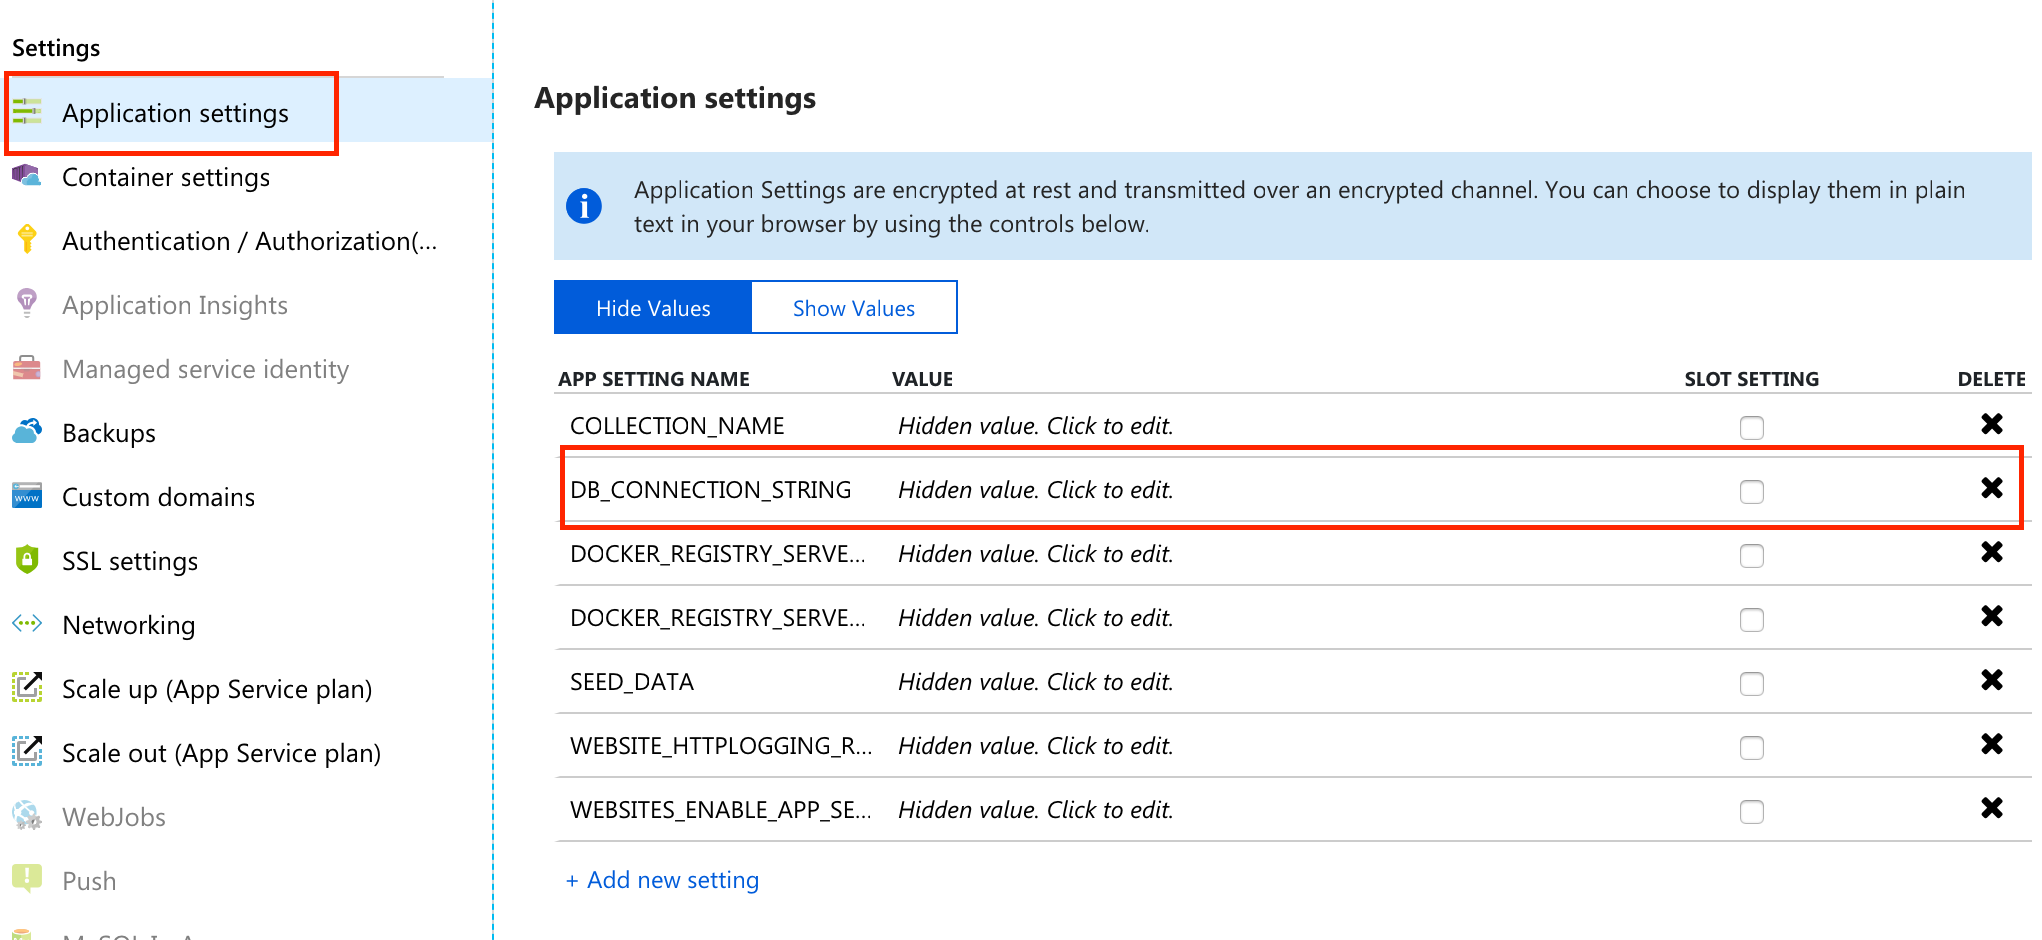 Settings
Application settings
Container settings
Authentication / Authorization(...
Application Insights
Managed service identity
Backups
www
Custom domains
SSL settings
Networking
Scale up (App Service plan)
Scale out (App Service plan)
WebJobs
Push
Application settings
Application Settings are encrypted at rest and transmitted over an encrypted channel. You can choose to display them in plain
text in your browser by using the controls below.
Hide Values Show Values
APP SETTING NAME VALUE SLOT SETTING DELETE
COLLECTION_NAME Hidden value. Click to edit.
DB_CONNECTION_STRING Hidden value. Click to edit.
DOCKER_REGISTRY_SERVE... Hidden value. Click to edit.
DOCKER_REGISTRY_SERVE... Hidden value. Click to edit.
SEED_DATA Hidden value. Click to edit.
WEBSITE_HTTPLOGGING_R... Hidden value. Click to edit.
WEBSITES_ENABLE_APP_SE... Hidden value. Click to edit.
+ Add new setting